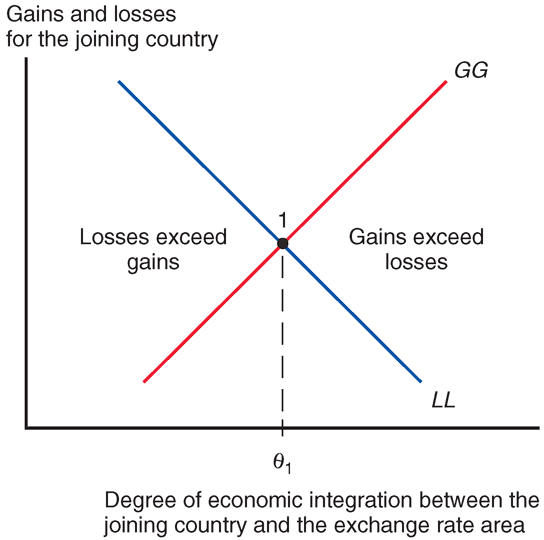 Gains and losses
for the joining country
GG
1
Losses exceed
gains
Gains exceed
losses
LL
θ1
Degree of economic integration between the
joining country and the exchange rate area